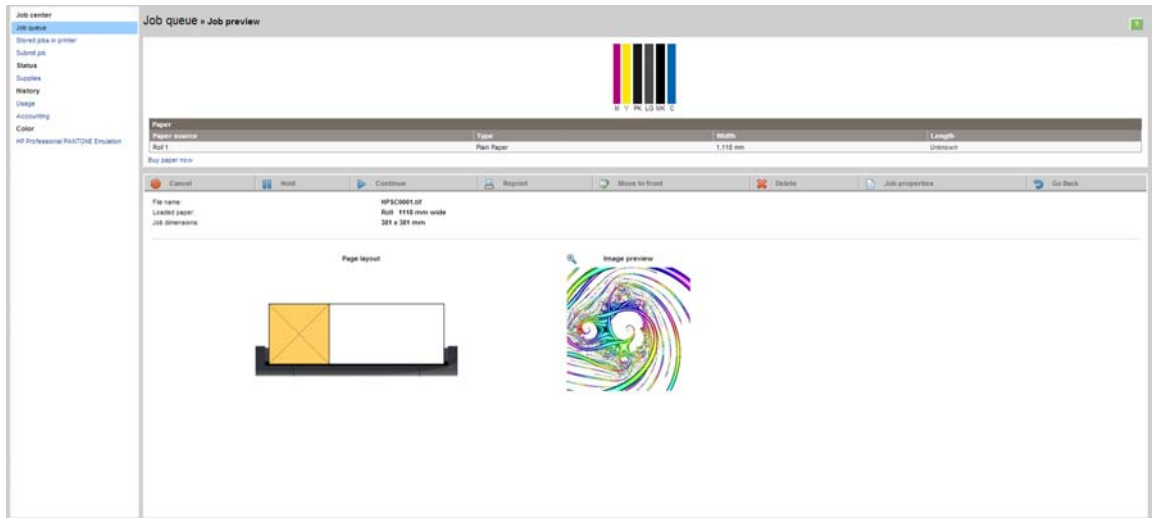 Job center
Job queue
Stored jobs in printer
Submit job
Status
Supplies
History
Usage
Accounting
Color
HP Professional PANTONE Emulation
Job queue » Job preview
?
M Y PK LG MK C
Paper
Paper source Type Width Length
Roll 1 Plain Paper 1,118 mm Unknown
Buy paper now
Cancel Hold Continue Reprint Move to front Delete Job properties Go Back
File name: HPSC0001.tif
Loaded paper: Roll 1118 mm wide
Job dimensions: 381 x 381 mm
Page layout Image preview